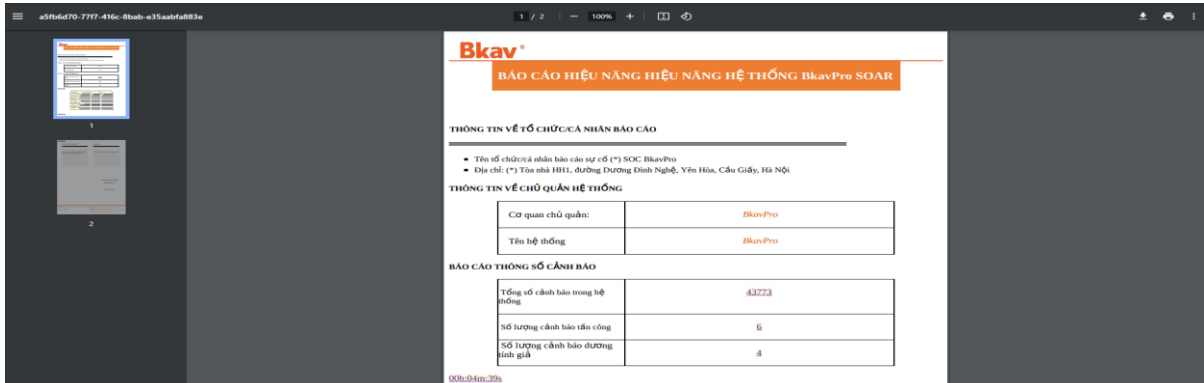 a5fb6d70-77f7-416c-8bab-e35aabfa883e
1 / 2
100%
Bkav
BÁO CÁO HIỆU NĂNG HIỆU NĂNG HỆ THỐNG BkavPro SOAR
THÔNG TIN VỀ TỔ CHỨC/CÁ NHÂN BÁO CÁO
Tên tổ chức/cá nhân báo cáo sự cố (*) SOC BkavPro
Địa chỉ: (*) Tòa nhà HH1, đường Dương Đình Nghệ, Yên Hòa, Cầu Giấy, Hà Nội
THÔNG TIN VỀ CHỦ QUẢN HỆ THỐNG
Cơ quan chủ quản: BkavPro
Tên hệ thống BkavPro
BÁO CÁO THÔNG SỐ CẢNH BÁO
Tổng số cảnh báo trong hệ
thống 43773
Số lượng cảnh báo tấn công 6
Số lượng cảnh báo dương
tính giả 4
00h:04m:39s
1
2